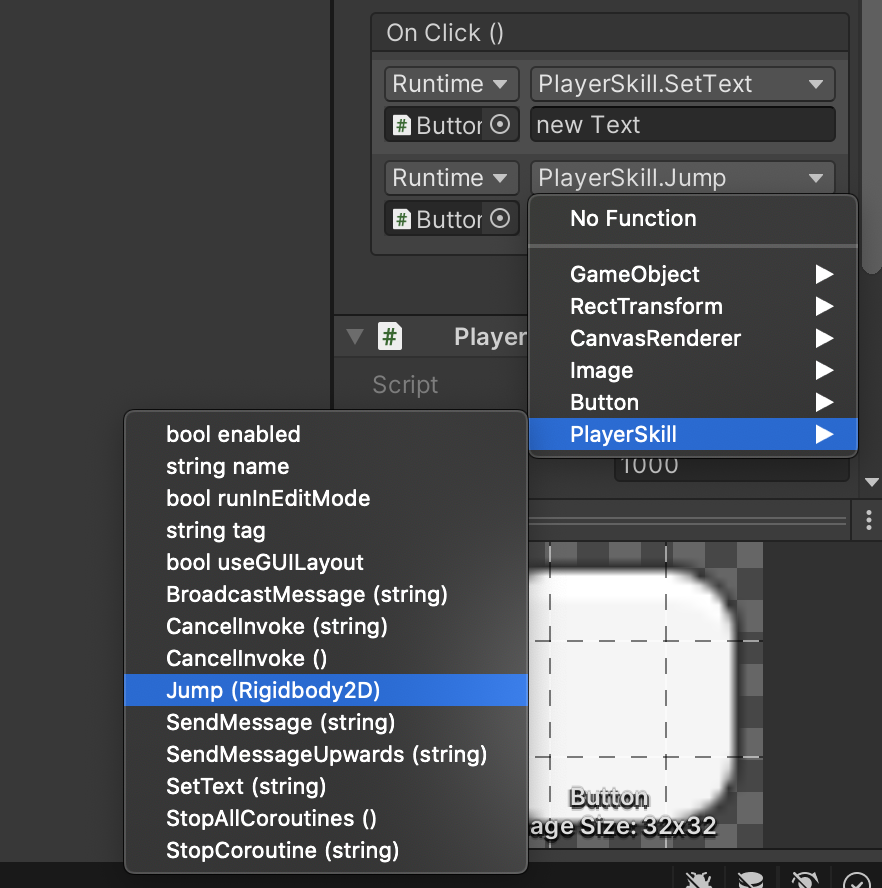 On Click ()
Runtime PlayerSkill.SetText
# Button new Text
Runtime PlayerSkill.Jump
# Button
No Function
GameObject
RectTransform
CanvasRenderer
Image
Button
PlayerSkill
# Player
Script
1000
bool enabled
string name
bool runInEditMode
string tag
bool useGUILayout
BroadcastMessage (string)
CancelInvoke (string)
CancelInvoke ()
Jump (Rigidbody2D)
SendMessage (string)
SendMessageUpwards (string)
SetText (string)
StopAllCoroutines ()
StopCoroutine (string)
Button
age Size: 32x32